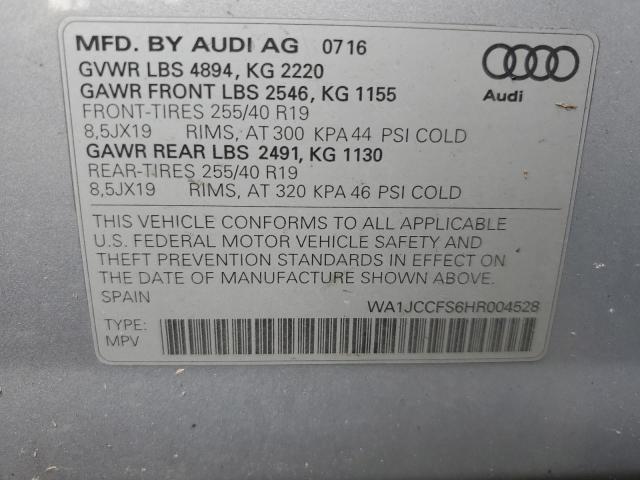 MFD. BY AUDI AG 07 16
GVWR LBS 4894, KG 2220
GAWR FRONT LBS 2546, KG 1155
FRONT-TIRES 255/40 R19
8,5JX19 RIMS, AT 300 KPA 44 PSI COLD
GAWR REAR LBS 2491, KG 1130
REAR-TIRES 255/40 R19
8,5JX19 RIMS, AT 320 KPA 46 PSI COLD
Audi
THIS VEHICLE CONFORMS TO ALL APPLICABLE
U.S. FEDERAL MOTOR VEHICLE SAFETY AND
THEFT PREVENTION STANDARDS IN EFFECT ON
THE DATE OF MANUFACTURE SHOWN ABOVE.
SPAIN WA1JCCFS6HR004528
TYPE:
MPV